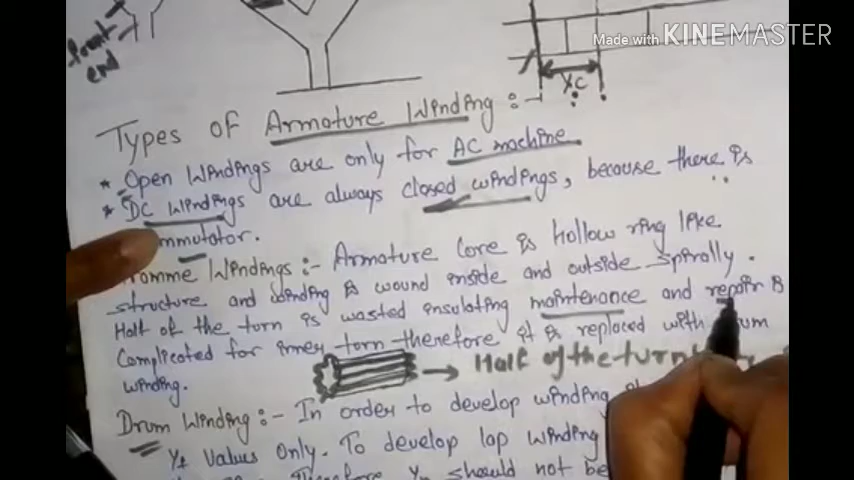 Made with KINEMASTER
front
end
Yc
Types of Armature Winding :-
* Open Windings are only for AC machine
* DC Windings are always closed windings, because there is
mmutator.
romme Windings :- Armature Core is hollow ring like
structure and winding is wound inside and outside spirally.
Half of the turn is wasted insulating maintenance and repair is
Complicated for inner turn therefore it is replaced with um
winding.
Half of the turn
Drum Winding :- In order to develop winding
Values Only. To develop lap winding
Therefore should not be